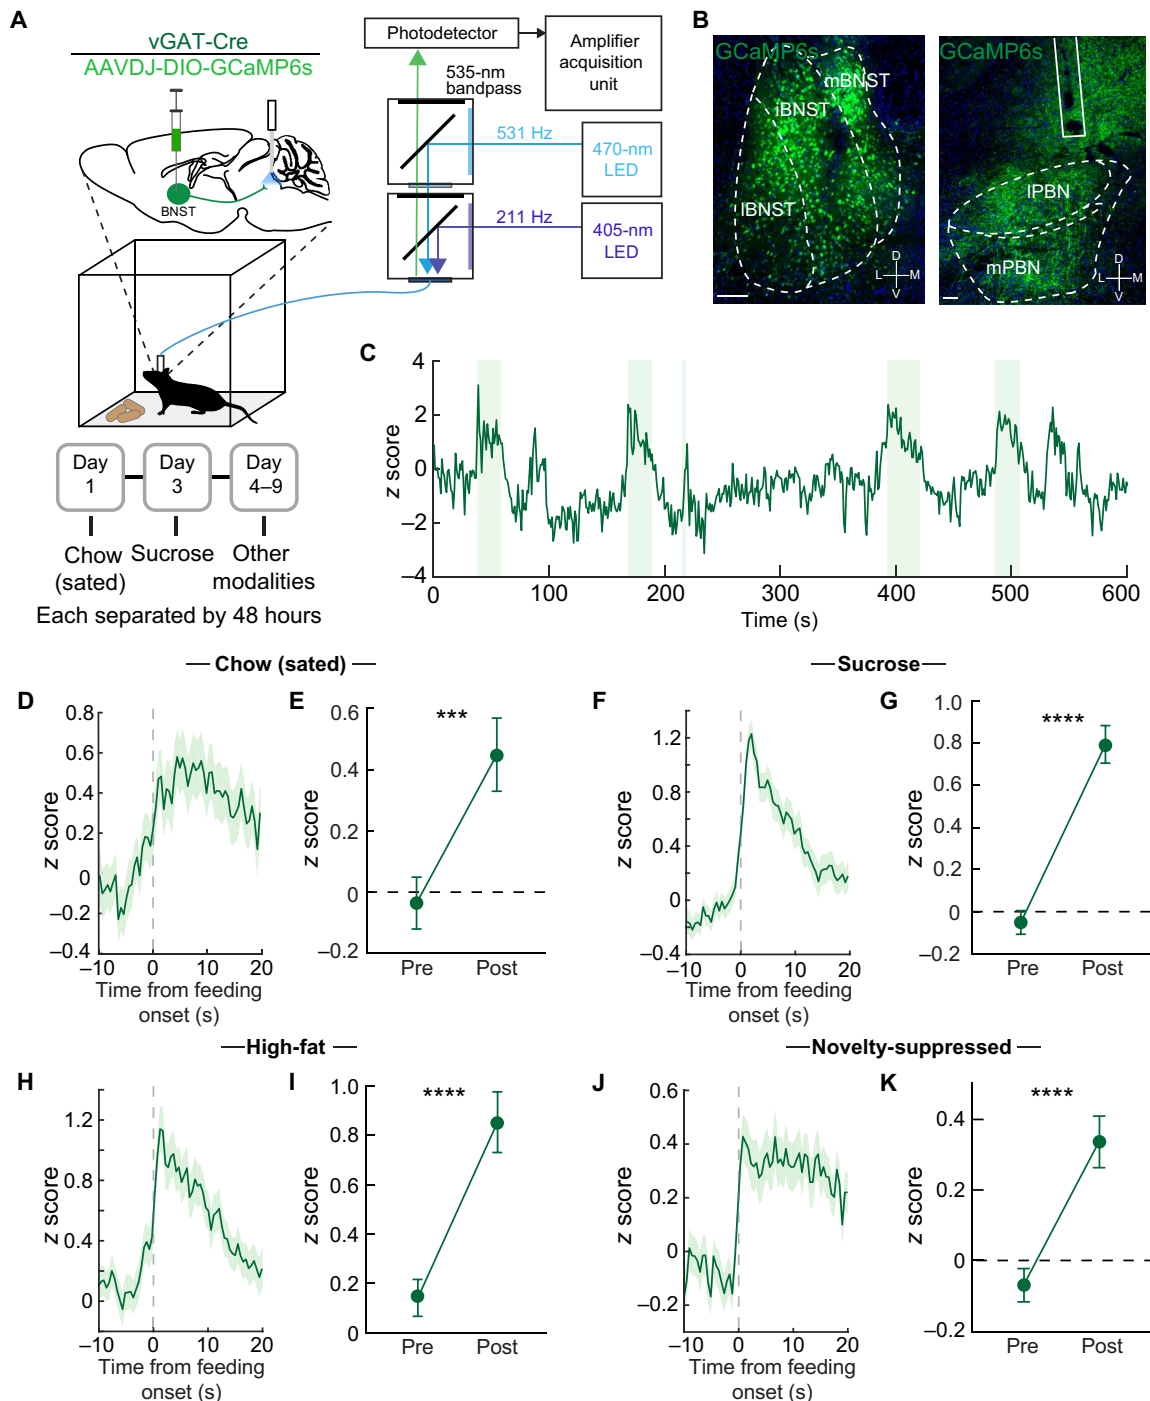 A
vGAT-Cre
AAVDJ-DIO-GCaMP6s
BNST
Photodetector
Amplifier
acquisition
unit
535-nm
bandpass
531 Hz
470-nm
LED
211 Hz
405-nm
LED
Day
1
Day
3
Day
4–9
Chow
(sated)
Sucrose
Other
modalities
Each separated by 48 hours
B
GCaMP6s
mBNST
iBNST
lBNST
D
L M
V
GCaMP6s
lPBN
mPBN
D
L M
V
C
z score
4
2
0
–2
–4
0 100 200 300 400 500 600
Time (s)
Chow (sated)
D
z score
0.8
0.6
0.4
0.2
0
–0.2
–0.4
–10 0 10 20
Time from feeding
onset (s)
E
z score
0.6
0.4
0.2
0
–0.2
***
Pre Post
Sucrose
F
z score
1.2
0.8
0.4
0
–0.4
–10 0 10 20
Time from feeding
onset (s)
G
z score
1.0
0.8
0.6
0.4
0.2
0
–0.2
****
Pre Post
High-fat
H
z score
1.2
0.8
0.4
0
–10 0 10 20
Time from feeding
onset (s)
I
z score
1.0
0.8
0.6
0.4
0.2
0
****
Pre Post
Novelty-suppressed
J
z score
0.6
0.4
0.2
0
–0.2
–10 0 10 20
Time from feeding
onset (s)
K
z score
0.4
0.2
0
–0.2
****
Pre Post